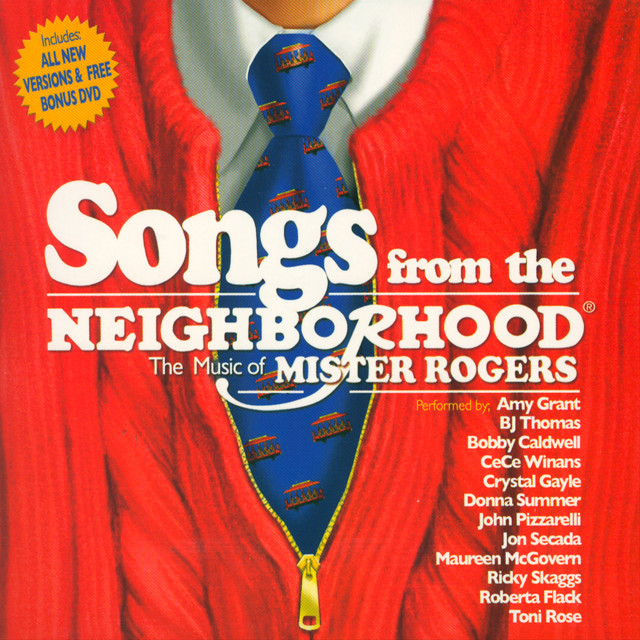 Includes:
ALL NEW
VERSIONS & FREE
BONUS DVD
Songs from the
NEIGHBORHOOD®
The Music of MISTER ROGERS
Performed by; Amy Grant
BJ Thomas
Bobby Caldwell
CeCe Winans
Crystal Gayle
Donna Summer
John Pizzarelli
Jon Secada
Maureen McGovern
Ricky Skaggs
Roberta Flack
Toni Rose